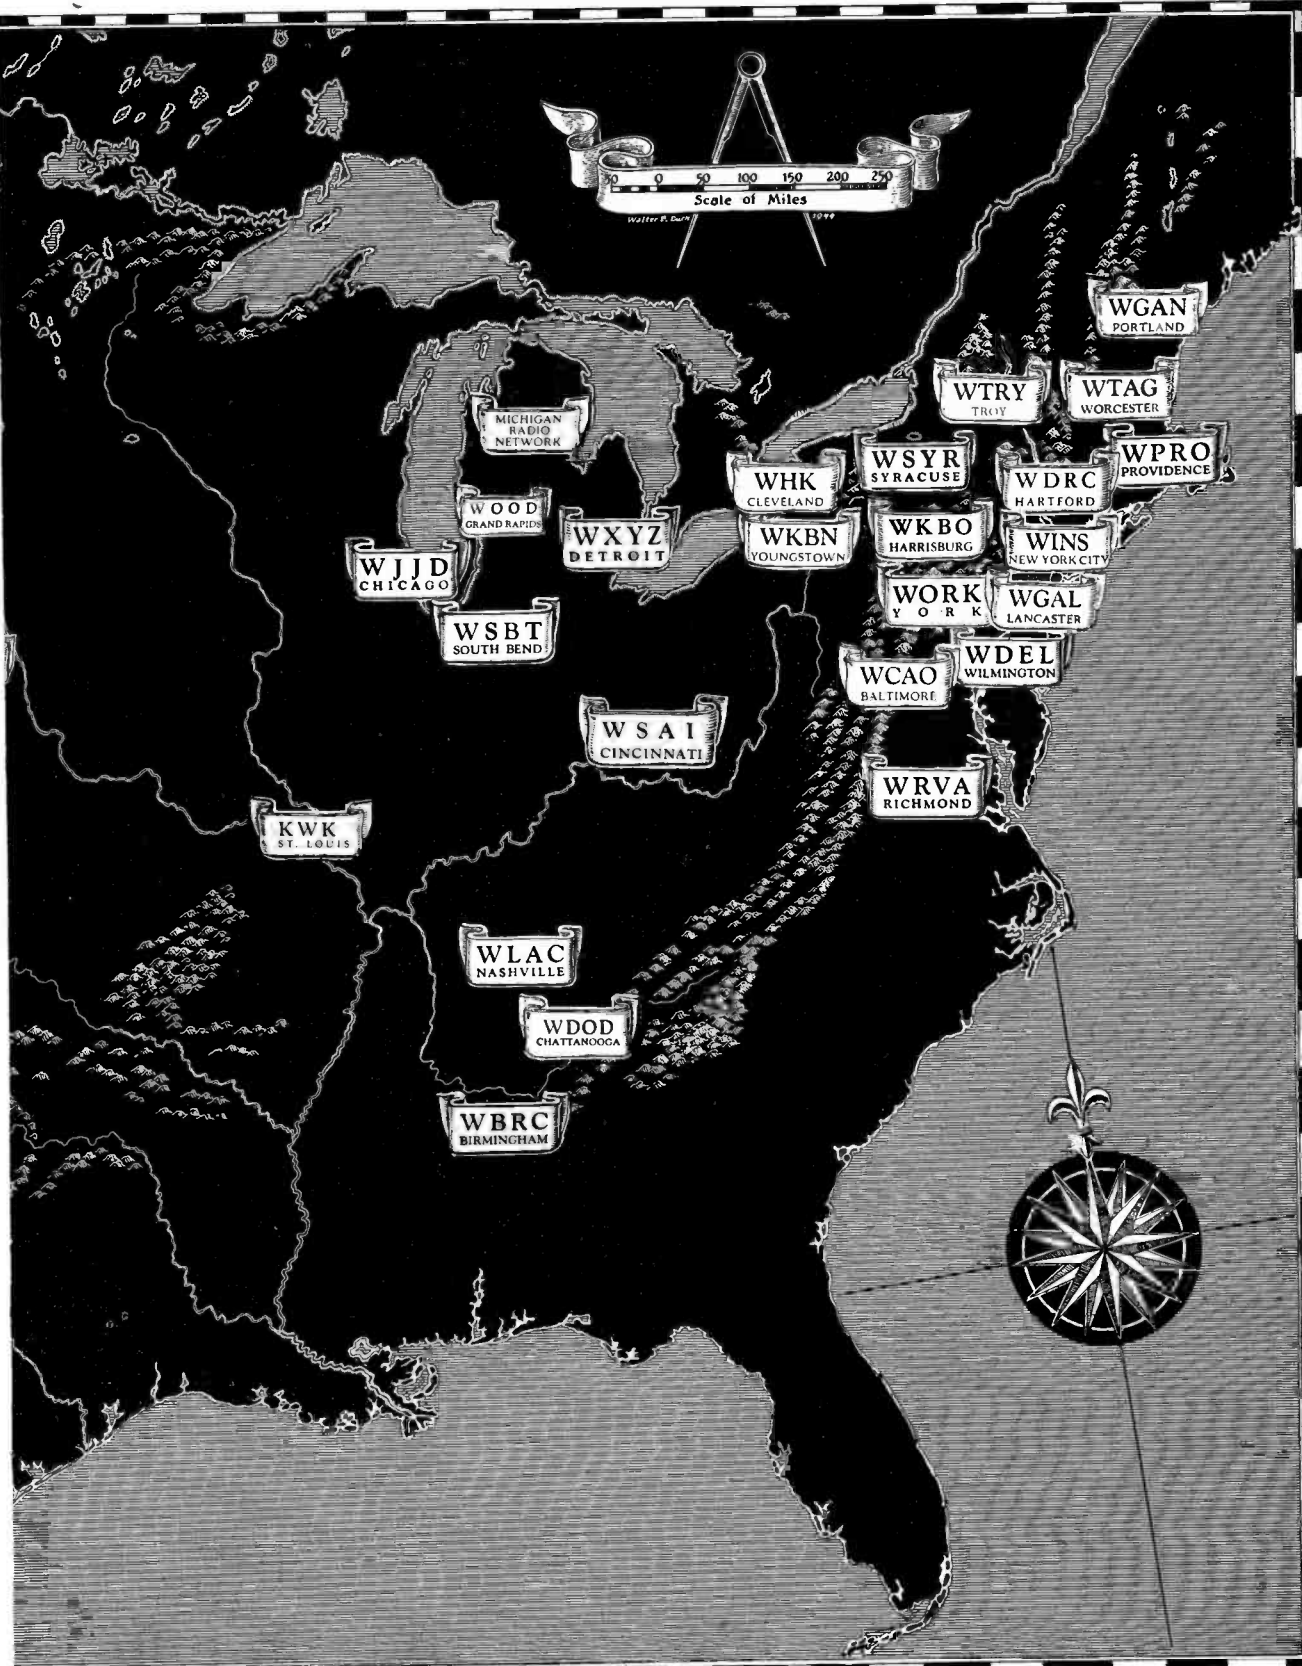 50 0 50 100 150 200 250
Scale of Miles
1944
WGAN
PORTLAND
WTRY
TROY
WTAG
WORCESTER
MICHIGAN
RADIO
NETWORK
WSYR
SYRACUSE
WPRO
PROVIDENCE
WHK
CLEVELAND
WDRC
HARTFORD
WOOD
GRAND RAPIDS
WXYZ
DETROIT
WKBN
YOUNGSTOWN
WKBO
HARRISBURG
WINS
NEW YORK CITY
WJJD
CHICAGO
WORK
YORK
WGAL
LANCASTER
WSBT
SOUTH BEND
WDEL
WILMINGTON
WCAO
BALTIMORE
WSAI
CINCINNATI
WRVA
RICHMOND
KWK
ST. LOUIS
WLAC
NASHVILLE
WDOD
CHATTANOOGA
WBRC
BIRMINGHAM